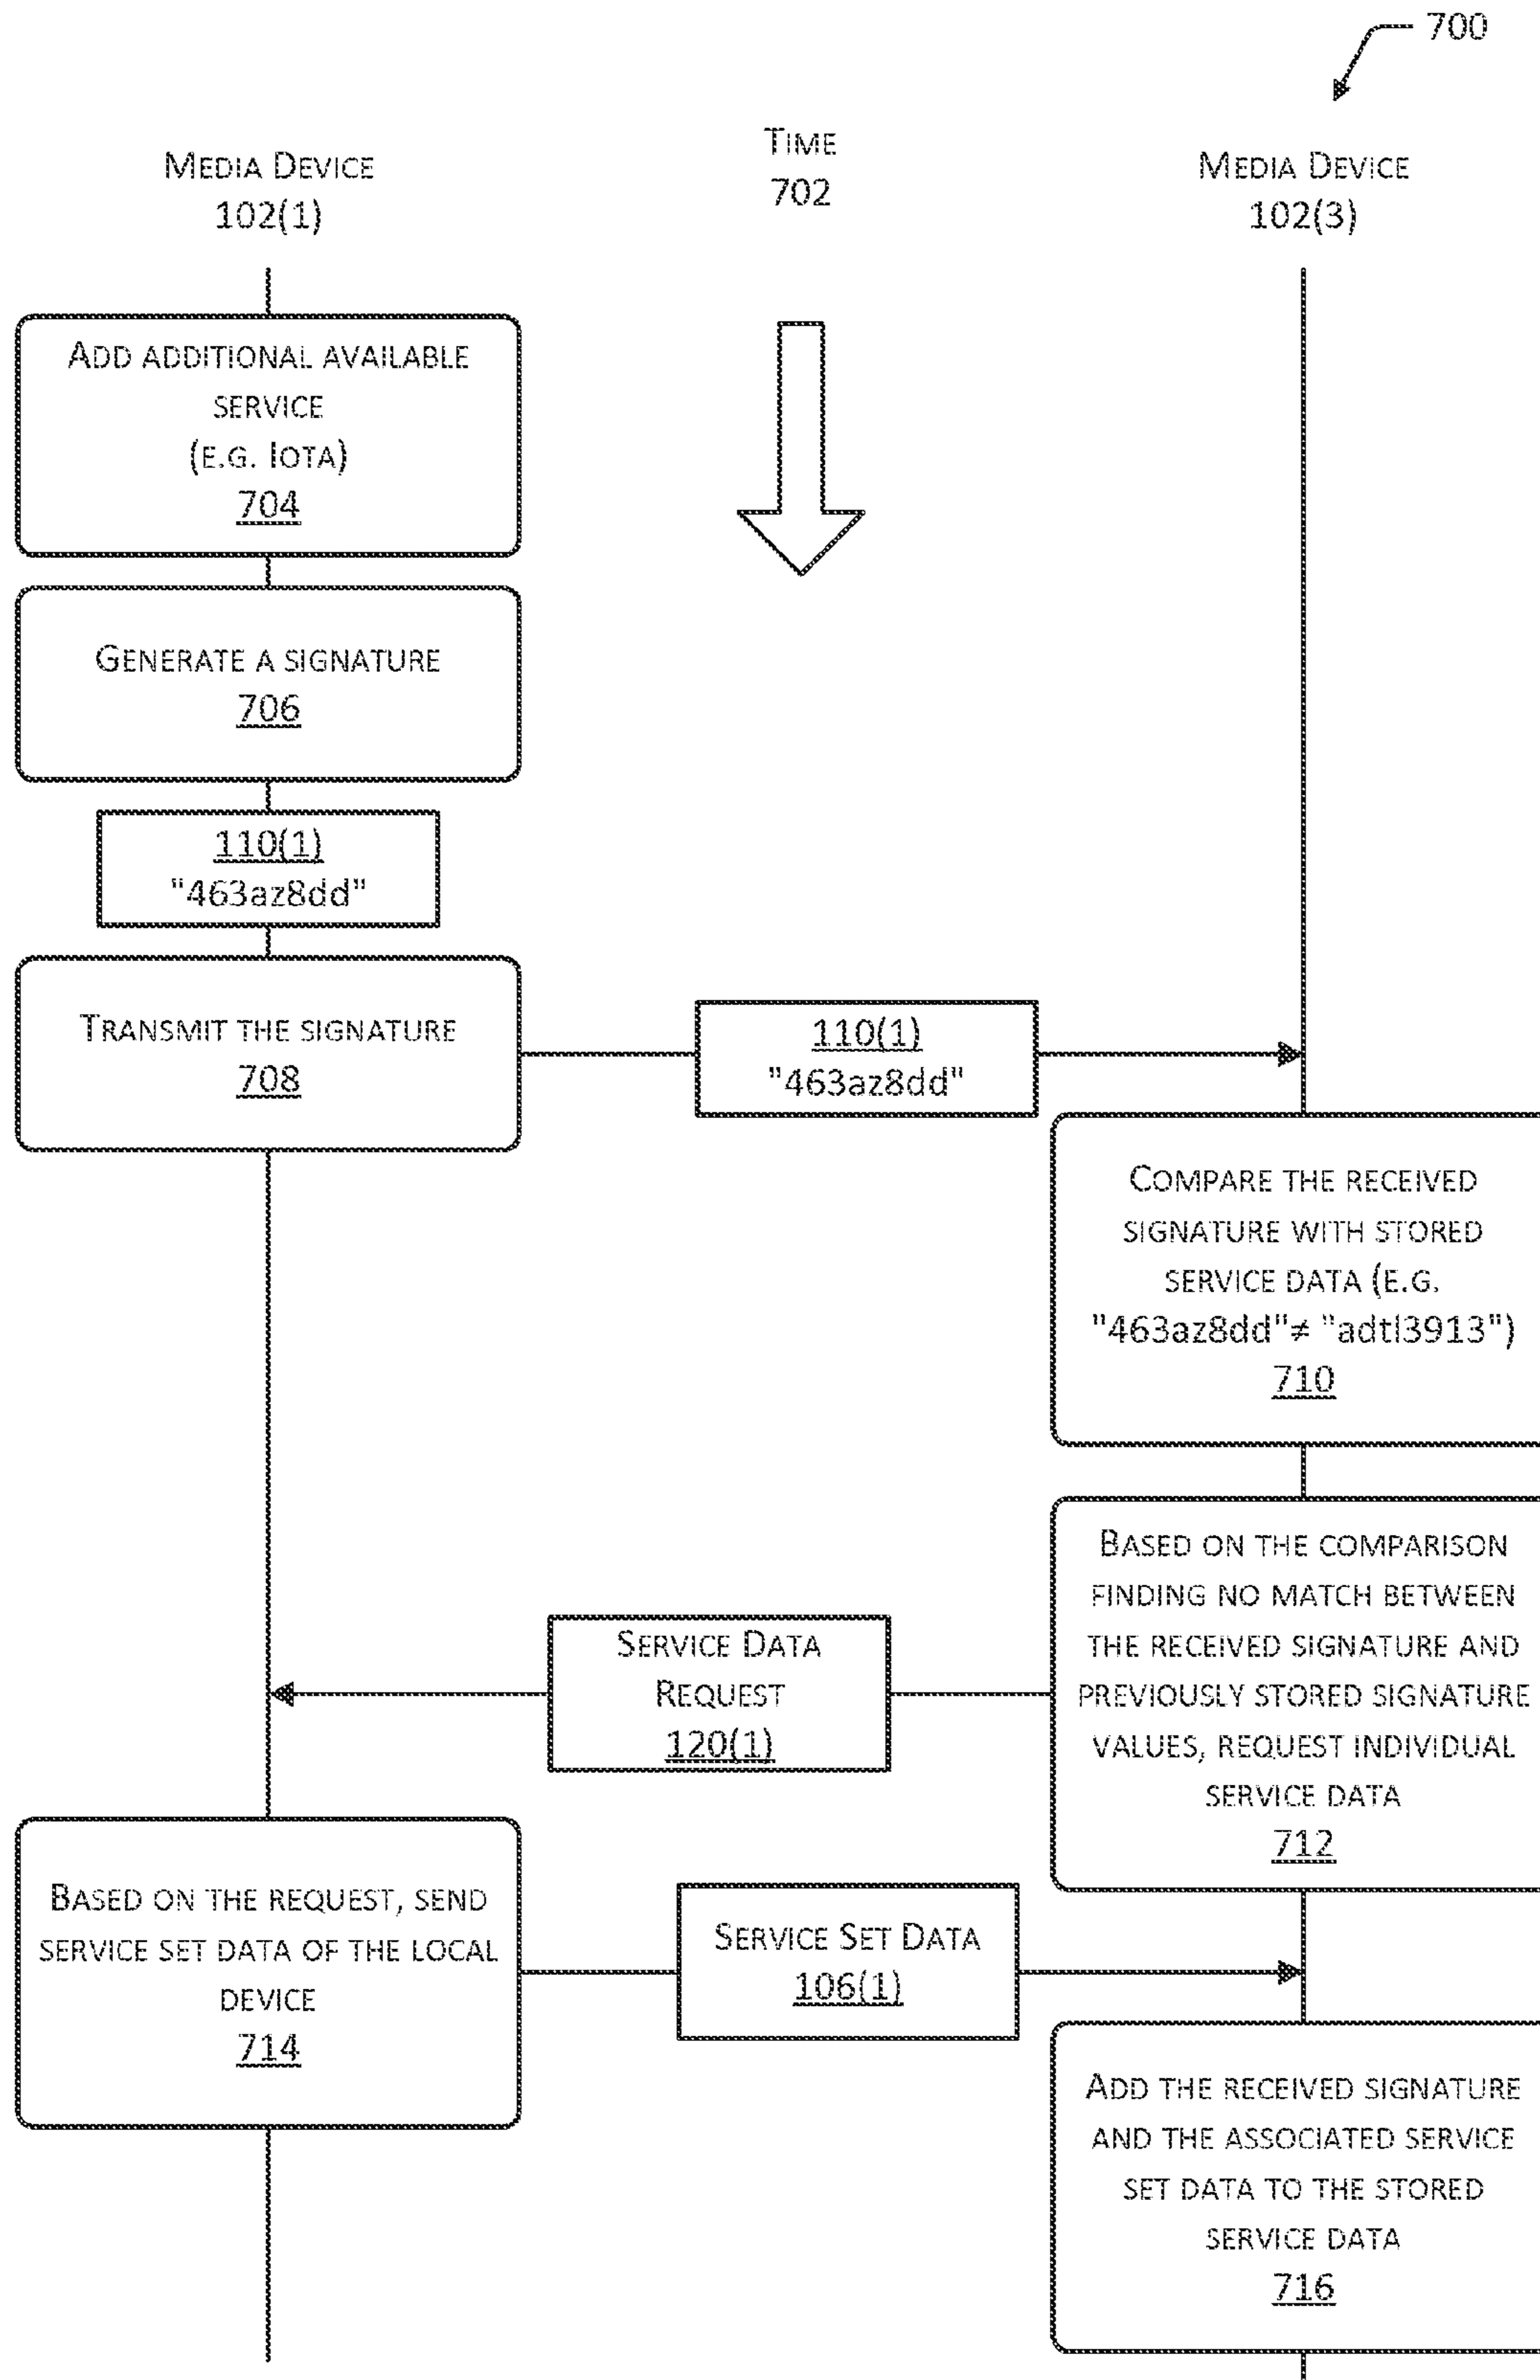 700
MEDIA DEVICE
102(1)
TIME
702
MEDIA DEVICE
102(3)
ADD ADDITIONAL AVAILABLE
SERVICE
(E.G. IOTA)
704
GENERATE A SIGNATURE
706
110(1)
"463az8dd"
TRANSMIT THE SIGNATURE
708
110(1)
"463az8dd"
COMPARE THE RECEIVED
SIGNATURE WITH STORED
SERVICE DATA (E.G.
"463az8dd"≠ "adtl3913")
710
BASED ON THE COMPARISON
FINDING NO MATCH BETWEEN
THE RECEIVED SIGNATURE AND
PREVIOUSLY STORED SIGNATURE
VALUES, REQUEST INDIVIDUAL
SERVICE DATA
712
SERVICE DATA
REQUEST
120(1)
BASED ON THE REQUEST, SEND
SERVICE SET DATA OF THE LOCAL
DEVICE
714
SERVICE SET DATA
106(1)
ADD THE RECEIVED SIGNATURE
AND THE ASSOCIATED SERVICE
SET DATA TO THE STORED
SERVICE DATA
716